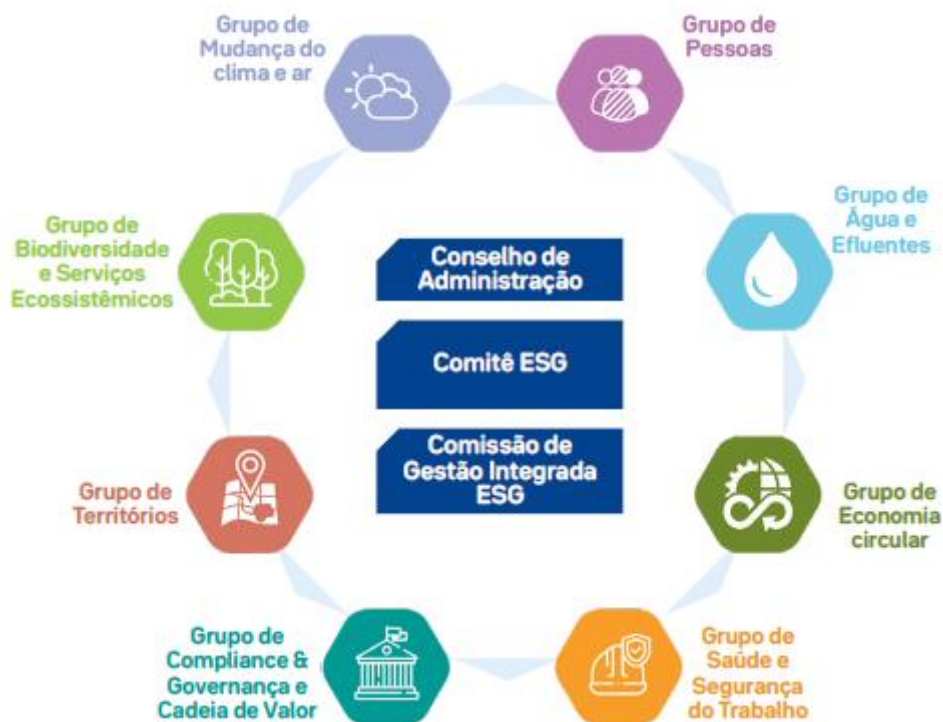 Grupo de
Mudança do
clima e ar
Grupo de
Pessoas
Grupo de
Água e
Efluentes
Grupo de
Biodiversidade
e Serviços
Ecossistêmicos
Conselho de
Administração
Comitê ESG
Comissão de
Gestão Integrada
ESG
Grupo de
Territórios
Grupo de
Economia
circular
Grupo de
Compliance &
Governança e
Cadeia de Valor
Grupo de
Saúde e
Segurança
do Trabalho